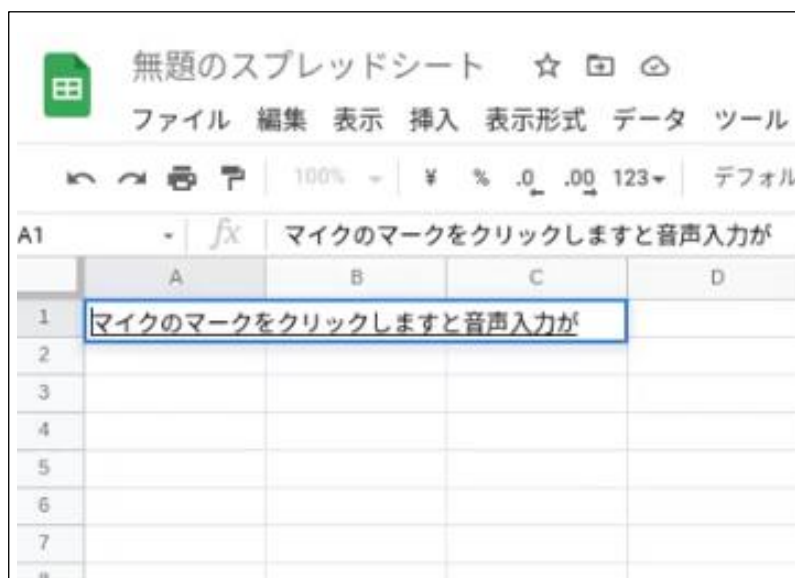 無題のスプレッドシート
ファイル 編集 表示 挿入 表示形式 データ ツール
100% ¥ % .0 .00 123 デフォル
A1 fx マイクのマークをクリックしますと音声入力が
A B C D
1 マイクのマークをクリックしますと音声入力が
2
3
4
5
6
7